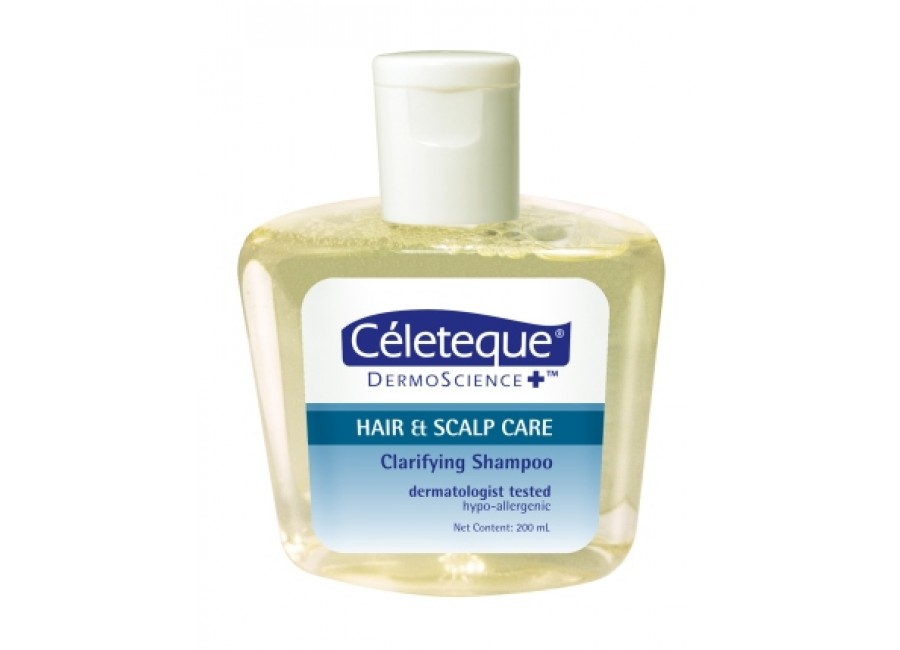 Céleteque®
DERMOSCIENCE✚™
HAIR & SCALP CARE
Clarifying Shampoo
dermatologist tested
hypo-allergenic
Net Content: 200 mL